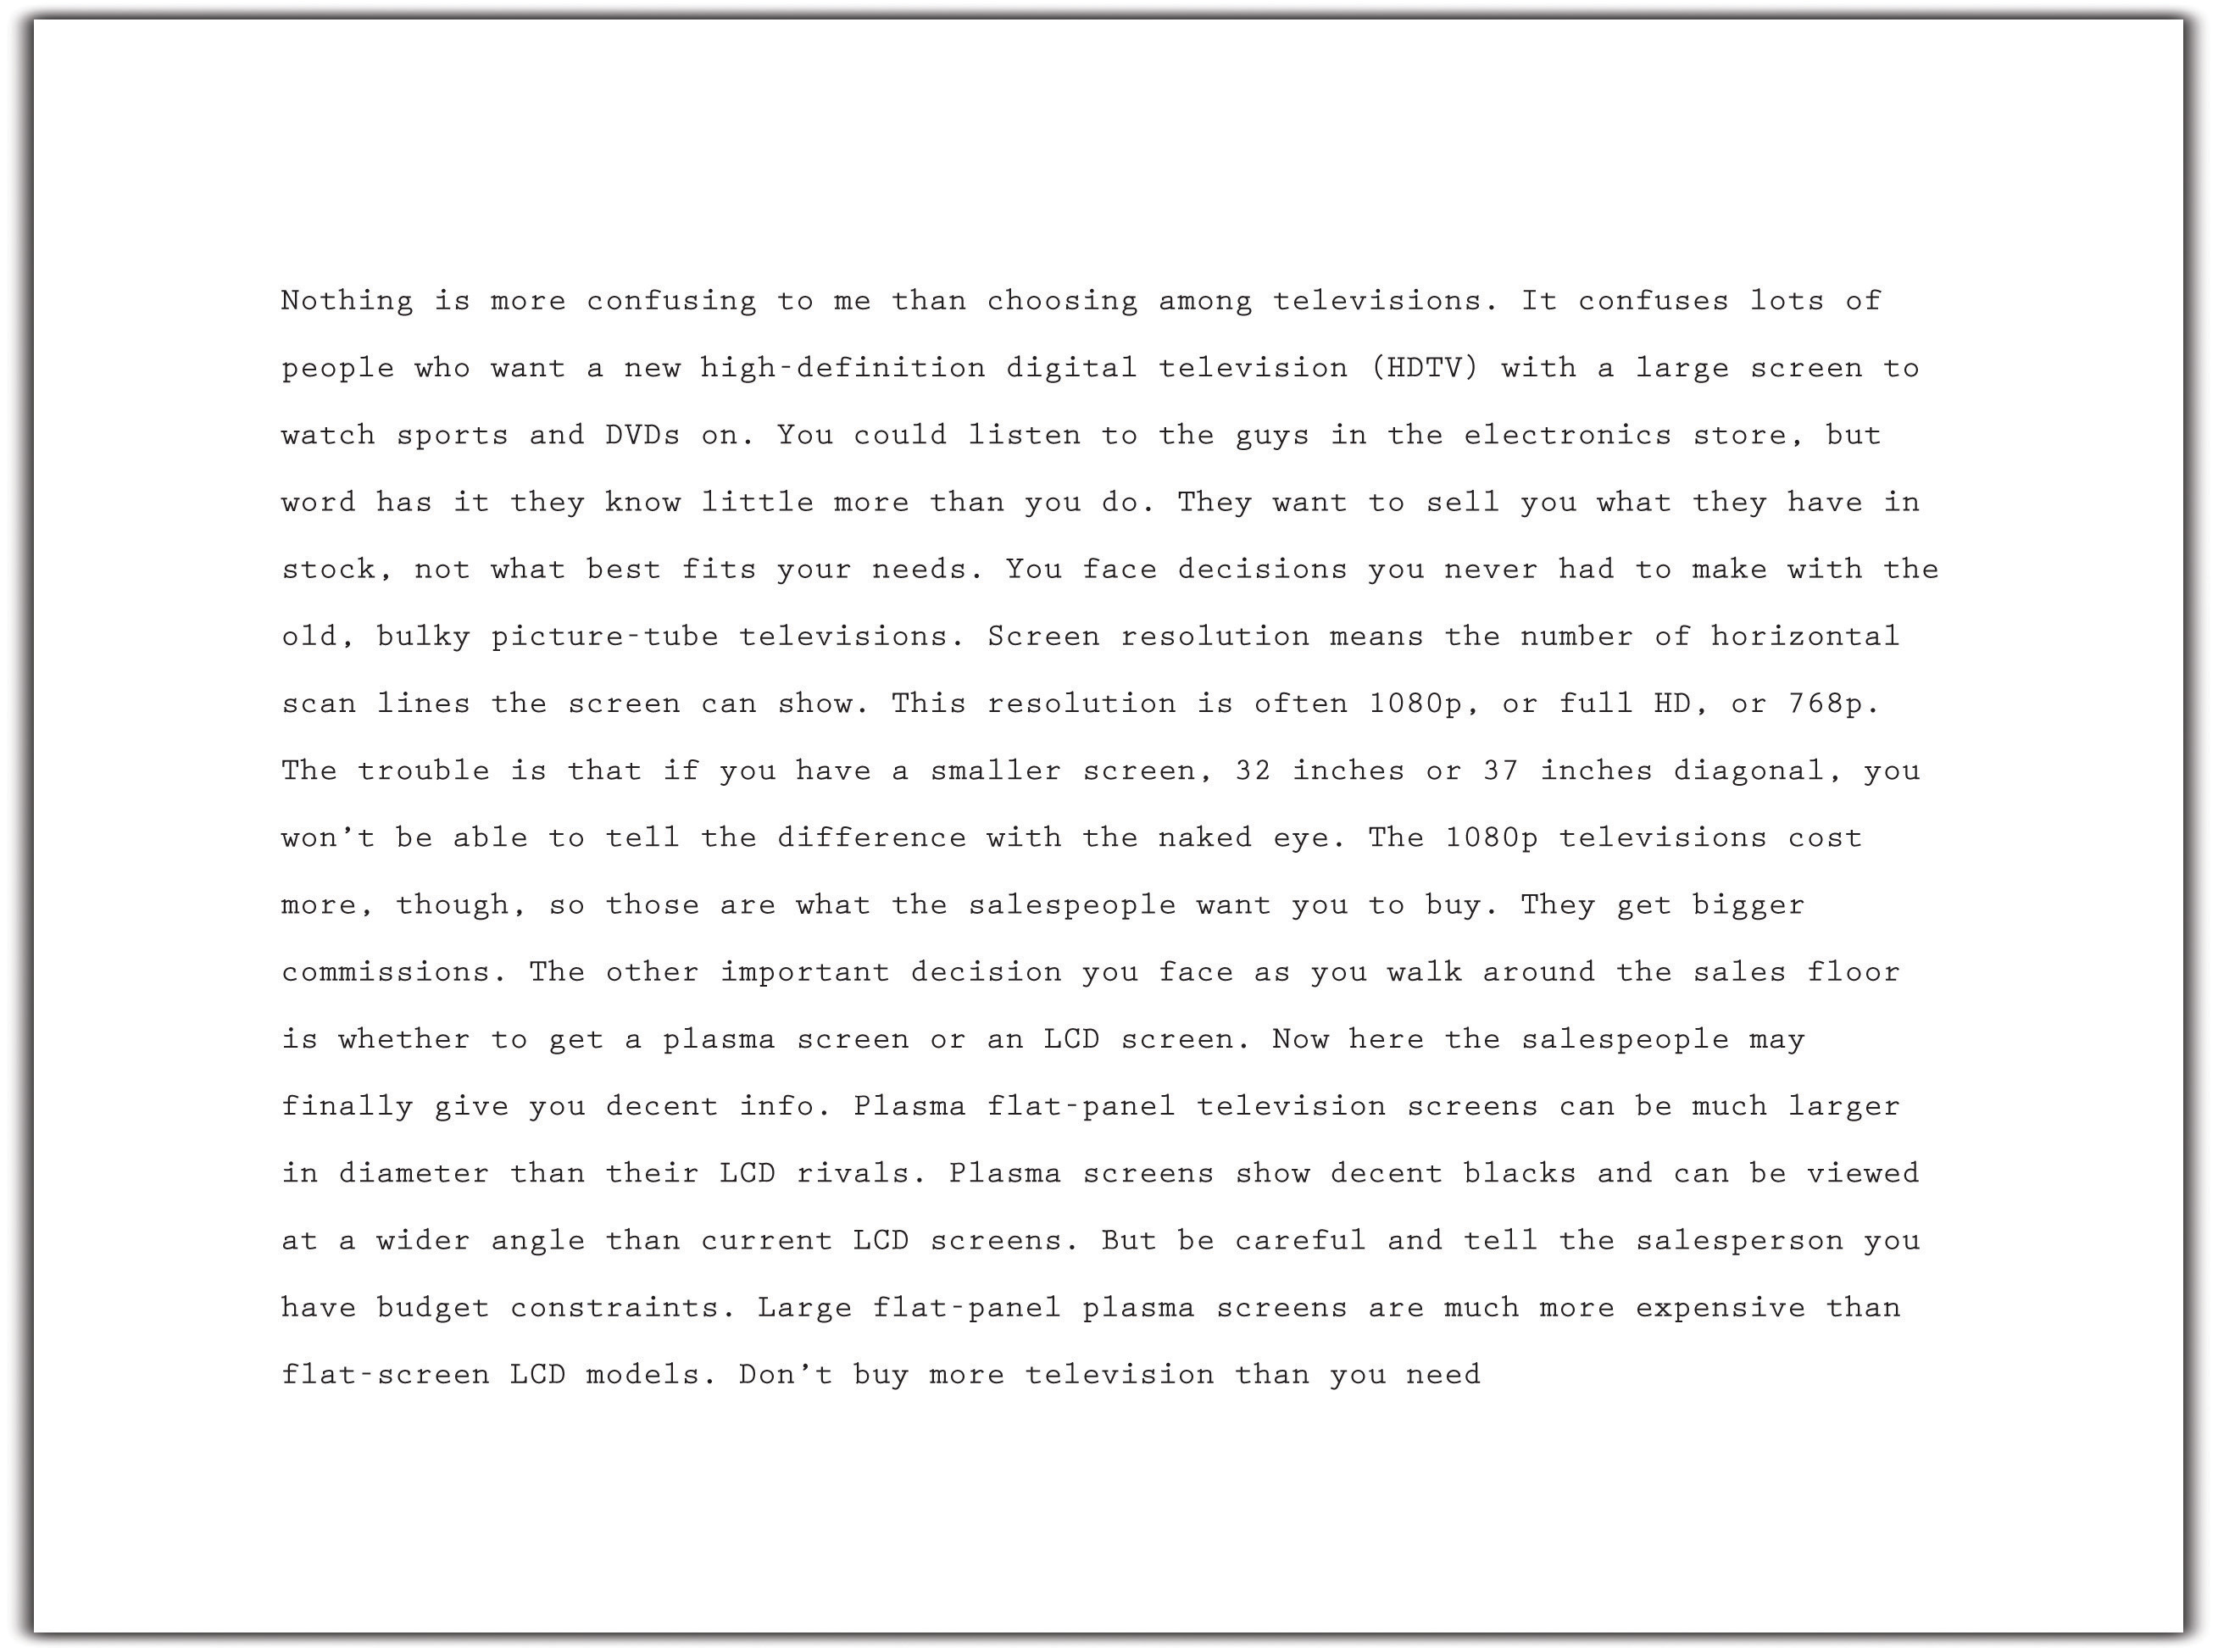 Nothing is more confusing to me than choosing among televisions. It confuses lots of
people who want a new high-definition digital television (HDTV) with a large screen to
watch sports and DVDs on. You could listen to the guys in the electronics store, but
word has it they know little more than you do. They want to sell you what they have in
stock, not what best fits your needs. You face decisions you never had to make with the
old, bulky picture-tube televisions. Screen resolution means the number of horizontal
scan lines the screen can show. This resolution is often 1080p, or full HD, or 768p.
The trouble is that if you have a smaller screen, 32 inches or 37 inches diagonal, you
won’t be able to tell the difference with the naked eye. The 1080p televisions cost
more, though, so those are what the salespeople want you to buy. They get bigger
commissions. The other important decision you face as you walk around the sales floor
is whether to get a plasma screen or an LCD screen. Now here the salespeople may
finally give you decent info. Plasma flat-panel television screens can be much larger
in diameter than their LCD rivals. Plasma screens show decent blacks and can be viewed
at a wider angle than current LCD screens. But be careful and tell the salesperson you
have budget constraints. Large flat-panel plasma screens are much more expensive than
flat-screen LCD models. Don’t buy more television than you need